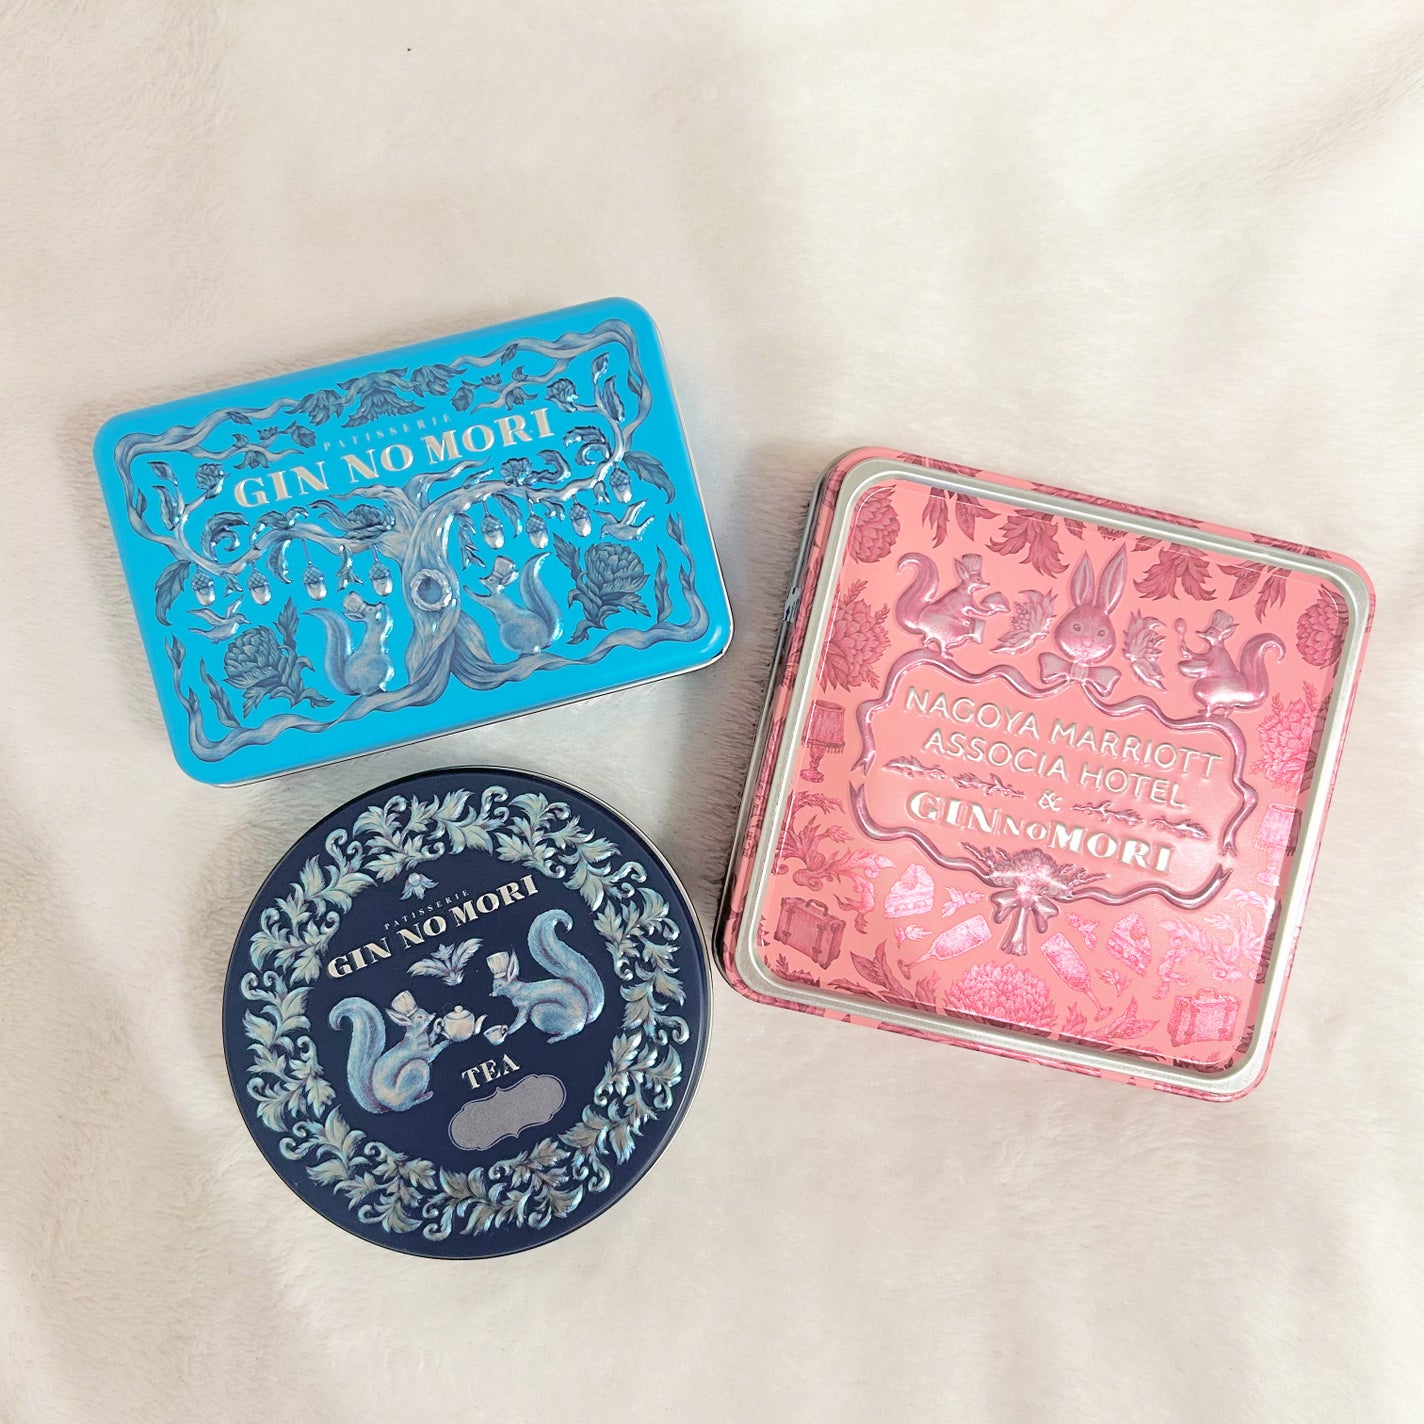 PATISSERIE
GIN NO MORI
NAGOYA MARRIOTT
ASSOCIA HOTEL
&
GIN NO MORI
PATISSERIE
GIN NO MORI
TEA